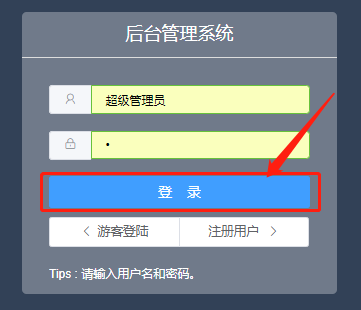 后台管理系统
超级管理员
•
登 录
游客登陆 注册用户
Tips : 请输入用户名和密码。